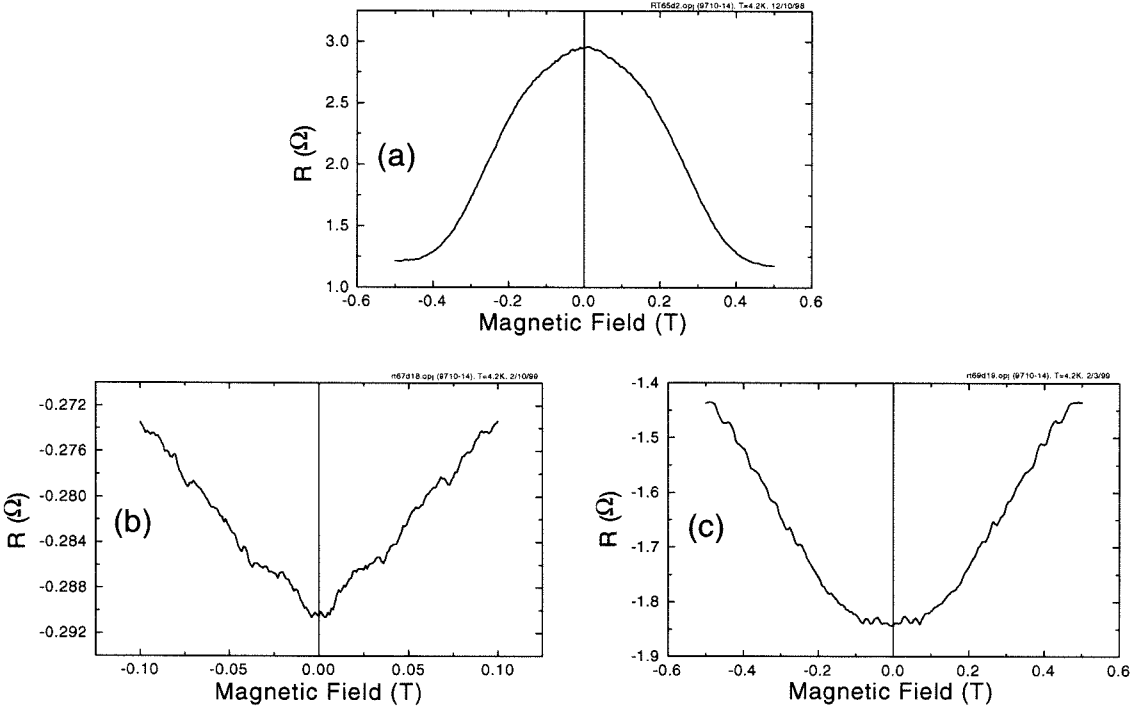 RT65d2.opj (9710-14), T=4.2K, 12/10/98
3.0
2.5
2.0
1.5
1.0
R (Ω)
(a)
-0.6 -0.4 -0.2 0.0 0.2 0.4 0.6
Magnetic Field (T)
rt67d18.opj (9710-14), T=4.2K, 2/10/99
-0.272
-0.276
-0.280
-0.284
-0.288
-0.292
R (Ω)
(b)
-0.10 -0.05 0.00 0.05 0.10
Magnetic Field (T)
rt69d19.opj (9710-14), T=4.2K, 2/3/99
-1.4
-1.5
-1.6
-1.7
-1.8
-1.9
R (Ω)
(c)
-0.6 -0.4 -0.2 0.0 0.2 0.4 0.6
Magnetic Field (T)